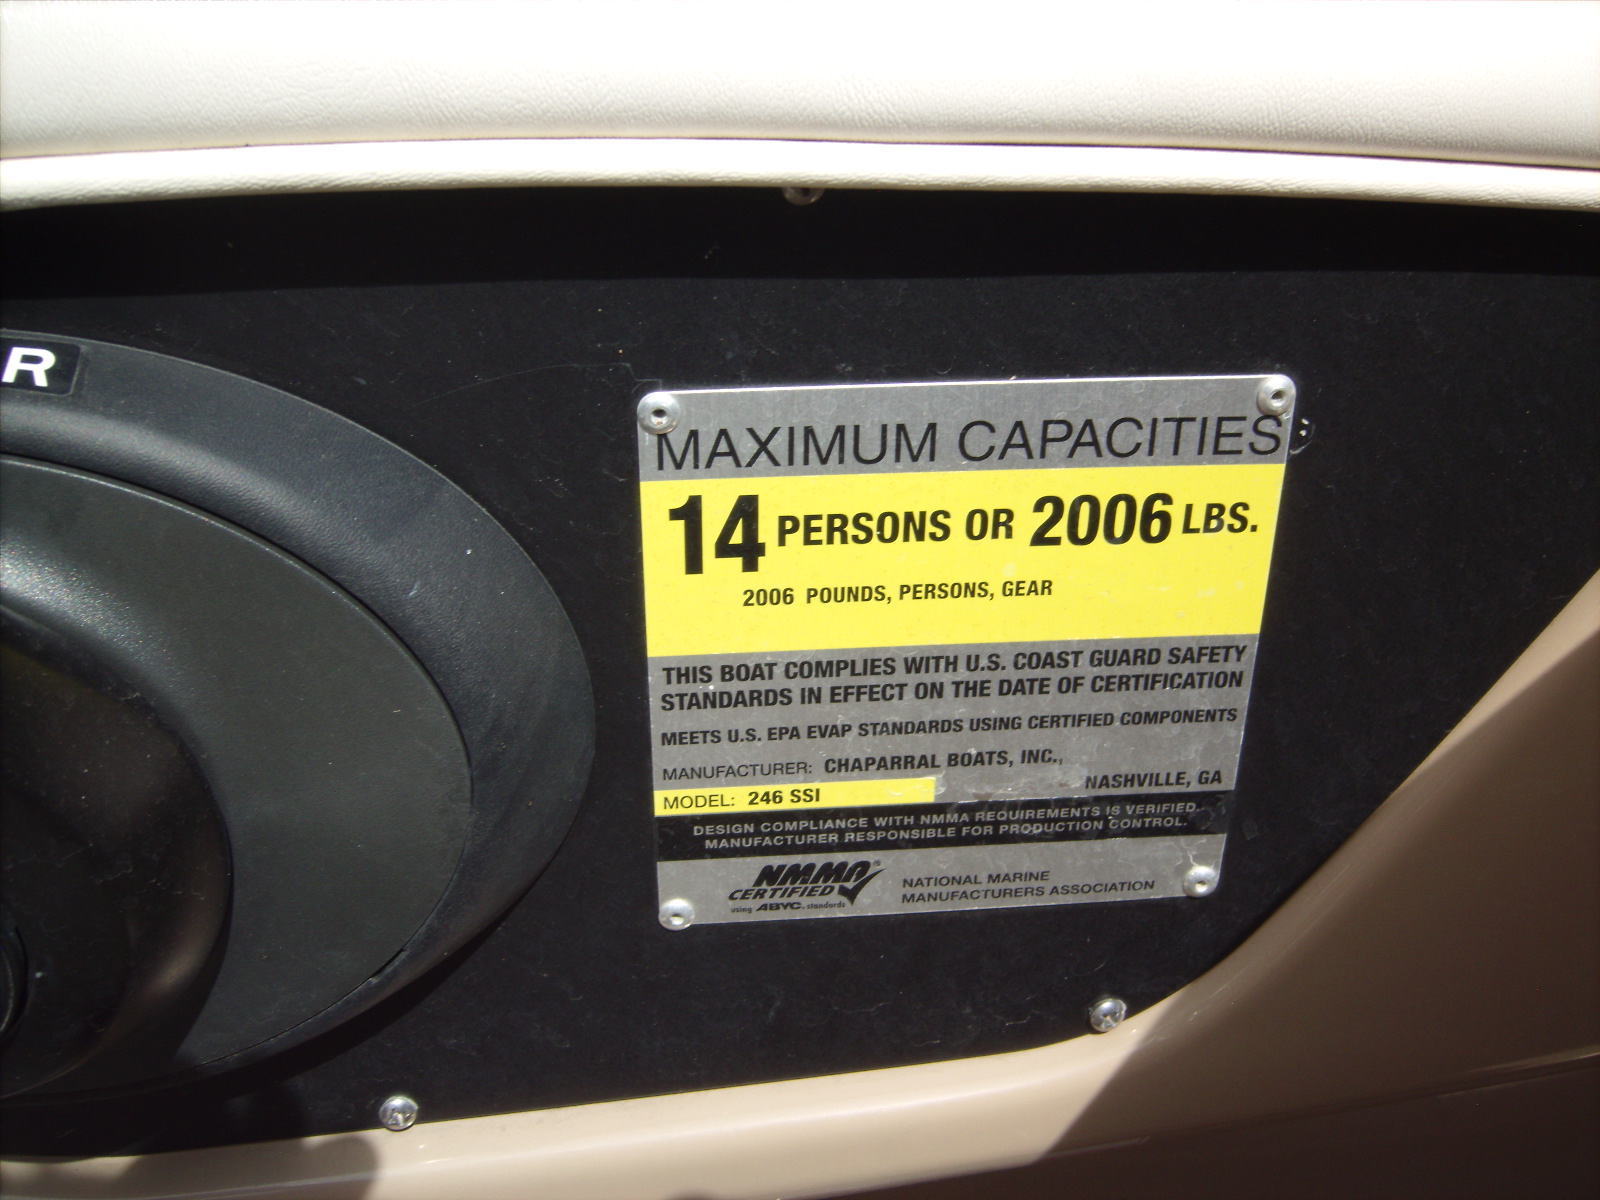 R
MAXIMUM CAPACITIES
14 PERSONS OR 2006 LBS.
2006 POUNDS, PERSONS, GEAR
THIS BOAT COMPLIES WITH U.S. COAST GUARD SAFETY
STANDARDS IN EFFECT ON THE DATE OF CERTIFICATION
MEETS U.S. EPA EVAP STANDARDS USING CERTIFIED COMPONENTS
MANUFACTURER: CHAPARRAL BOATS, INC.,
NASHVILLE, GA
MODEL: 246 SSI
DESIGN COMPLIANCE WITH NMMA REQUIREMENTS IS VERIFIED.
MANUFACTURER RESPONSIBLE FOR PRODUCTION CONTROL.
NMMA®
CERTIFIED
using ABYC standards
NATIONAL MARINE
MANUFACTURERS ASSOCIATION